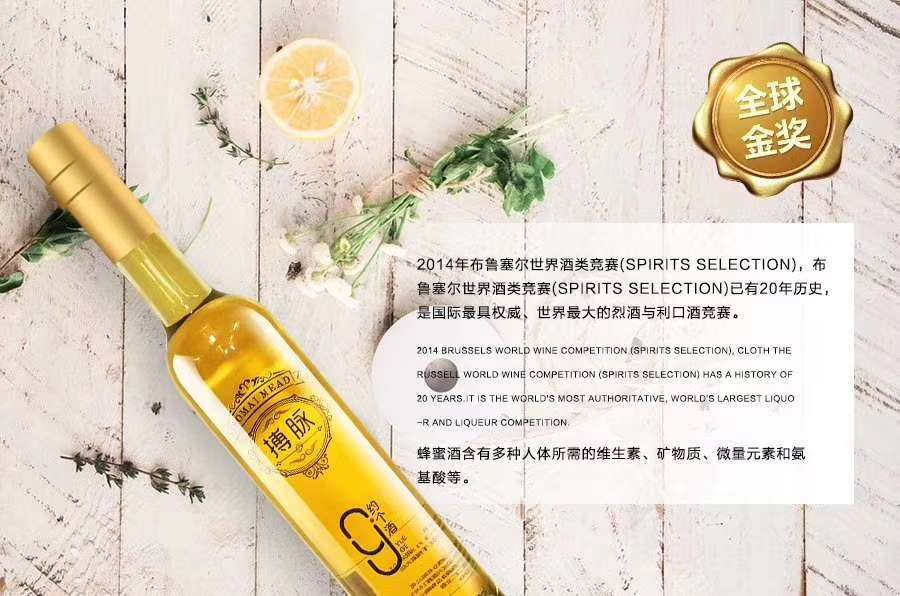 全球
金奖
2014年布鲁塞尔世界酒类竞赛(SPIRITS SELECTION)，布
鲁塞尔世界酒类竞赛(SPIRITS SELECTION)已有20年历史，
是国际最具权威、世界最大的烈酒与利口酒竞赛。
2014 BRUSSELS WORLD WINE COMPETITION (SPIRITS SELECTION), CLOTH THE
RUSSELL WORLD WINE COMPETITION (SPIRITS SELECTION) HAS A HISTORY OF
20 YEARS.IT IS THE WORLD'S MOST AUTHORITATIVE, WORLD'S LARGEST LIQUO
-R AND LIQUEUR COMPETITION.
蜂蜜酒含有多种人体所需的维生素、矿物质、微量元素和氨
基酸等。
OMAI MEAD
搏脉
约个酒